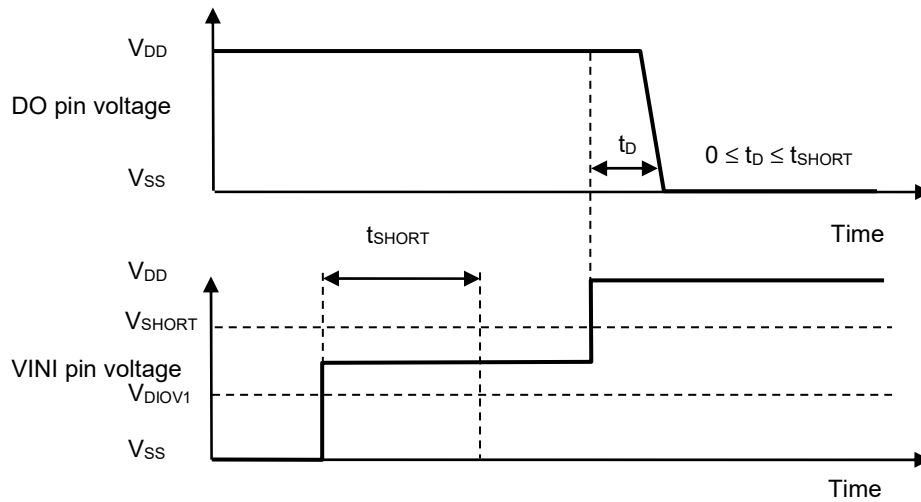 VDD
DO pin voltage
tD
0 ≤ tD ≤ tSHORT
VSS
Time
tSHORT
VDD
VSHORT
VINI pin voltage
VDIOV1
VSS
Time